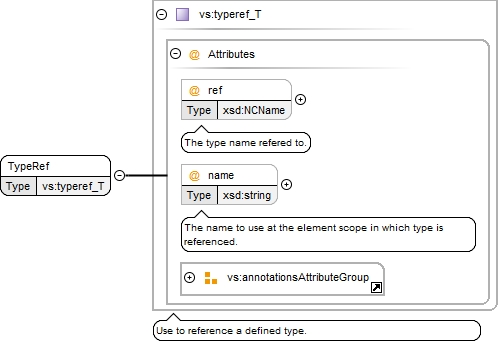 vs:typeref_T
@ Attributes
@ ref
Type xsd:NCName
The type name refered to.
TypeRef
Type vs:typeref_T
@ name
Type xsd:string
The name to use at the element scope in which type is
referenced.
vs:annotationsAttributeGroup
Use to reference a defined type.